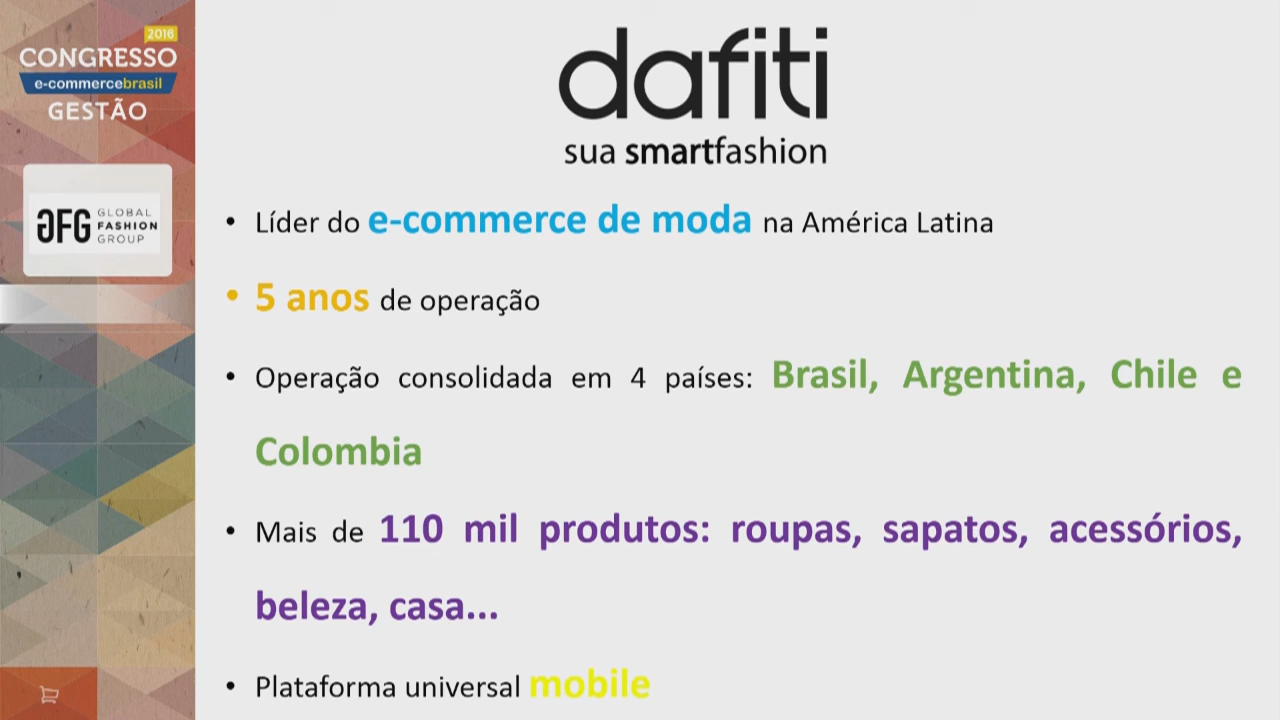 2016
CONGRESSO
e-commercebrasil
GESTÃO
GFG GLOBAL
FASHION
GROUP
dafiti
sua smartfashion
• Líder do e-commerce de moda na América Latina
• 5 anos de operação
• Operação consolidada em 4 países: Brasil, Argentina, Chile e
Colombia
• Mais de 110 mil produtos: roupas, sapatos, acessórios,
beleza, casa...
• Plataforma universal mobile